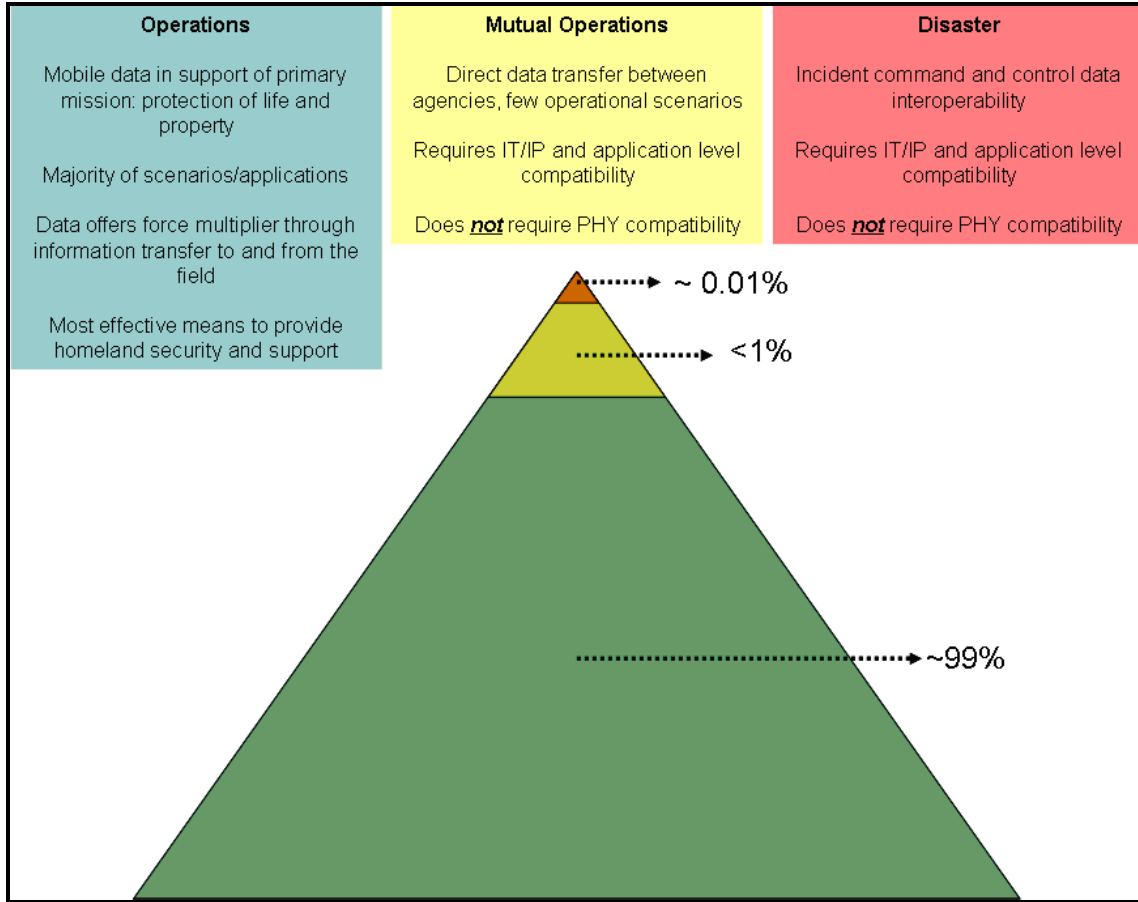 Operations
Mobile data in support of primary
mission: protection of life and
property
Majority of scenarios/applications
Data offers force multiplier through
information transfer to and from the
field
Most effective means to provide
homeland security and support
Mutual Operations
Direct data transfer between
agencies, few operational scenarios
Requires IT/IP and application level
compatibility
Does not require PHY compatibility
Disaster
Incident command and control data
interoperability
Requires IT/IP and application level
compatibility
Does not require PHY compatibility
~ 0.01%
<1%
~99%